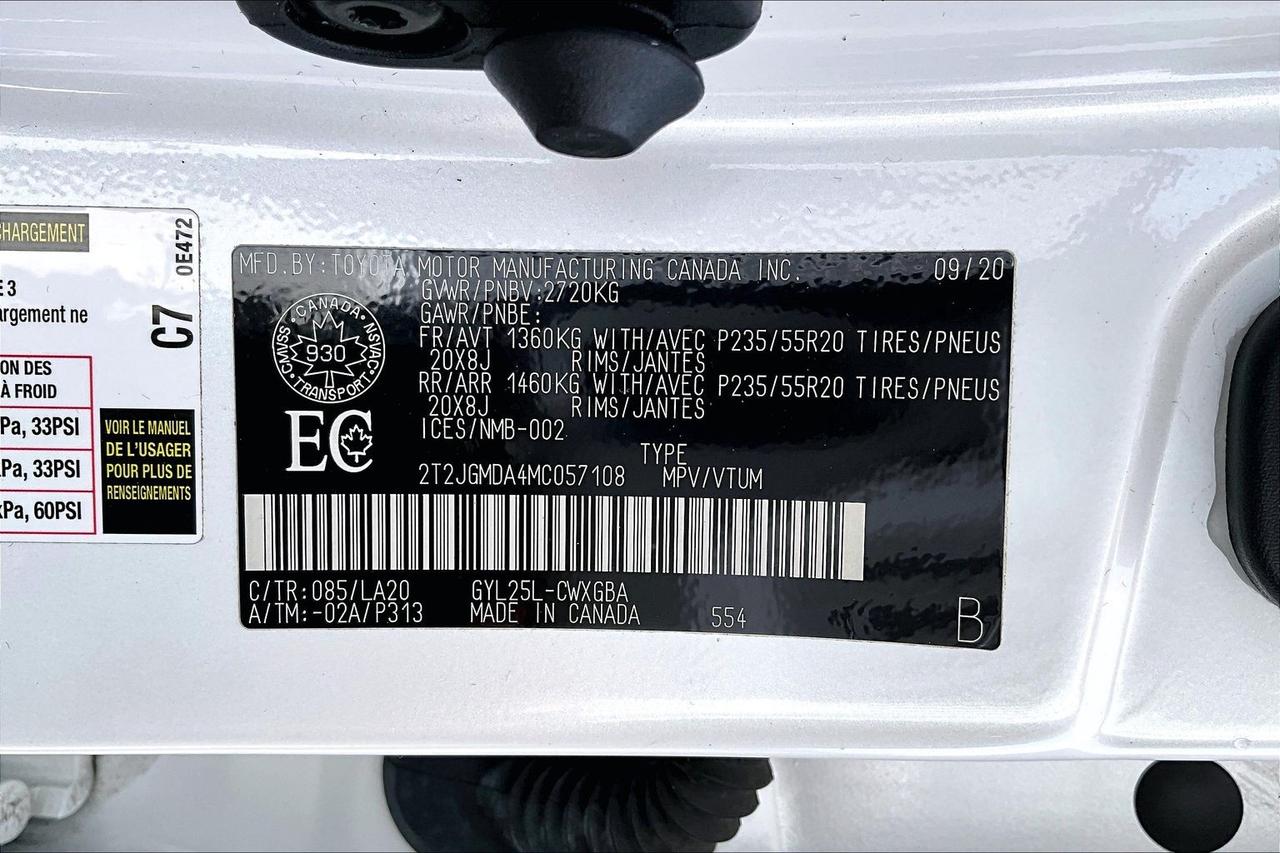 CHARGEMENT
0E472
C7
E 3
argement ne
ON DES
À FROID
Pa, 33PSI
Pa, 33PSI
kPa, 60PSI
VOIR LE MANUEL
DE L'USAGER
POUR PLUS DE
RENSEIGNEMENTS
MFD.BY:TOYOTA MOTOR MANUFACTURING CANADA INC. 09/20
GVWR/PNBV:2720KG
GAWR/PNBE:
FR/AVT 1360KG WITH/AVEC P235/55R20 TIRES/PNEUS
20X8J RIMS/JANTES
RR/ARR 1460KG WITH/AVEC P235/55R20 TIRES/PNEUS
20X8J RIMS/JANTES
ICES/NMB-002
CANADA
CMVSS NSVAC
930
TRANSPORT
EC
TYPE
2T2JGMDA4MC057108 MPV/VTUM
C/TR:085/LA20 GYL25L-CWXGBA
A/TM:-02A/P313 MADE IN CANADA 554
B